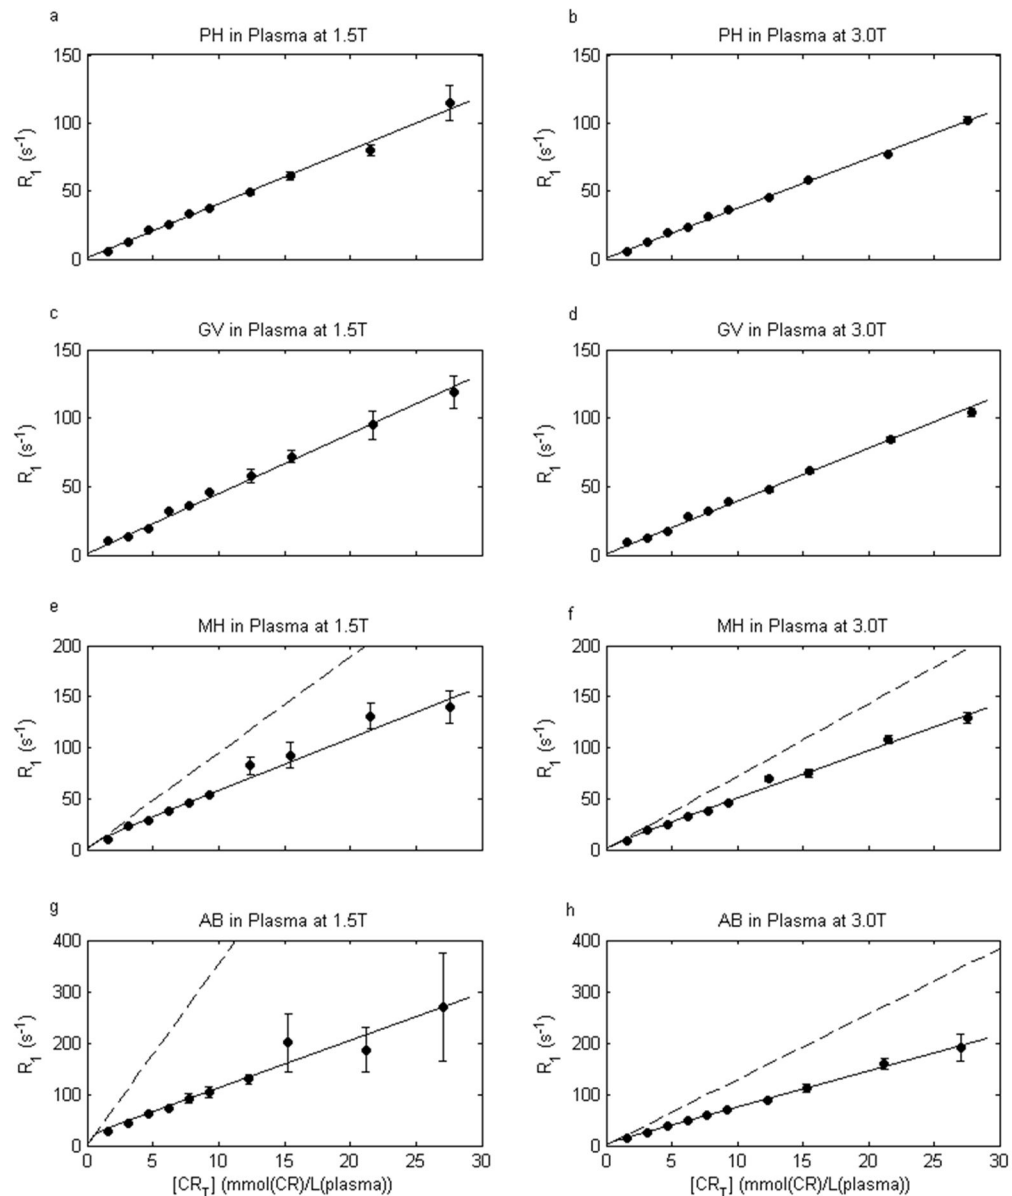 a
PH in Plasma at 1.5T
150
100
50
0
R1 (s-1)
b
PH in Plasma at 3.0T
150
100
50
0
R1 (s-1)
c
GV in Plasma at 1.5T
150
100
50
0
R1 (s-1)
d
GV in Plasma at 3.0T
150
100
50
0
R1 (s-1)
e
MH in Plasma at 1.5T
200
150
100
50
0
R1 (s-1)
f
MH in Plasma at 3.0T
200
150
100
50
0
R1 (s-1)
g
AB in Plasma at 1.5T
400
300
200
100
0
R1 (s-1)
0 5 10 15 20 25 30
[CRT] (mmol(CR)/L(plasma))
h
AB in Plasma at 3.0T
400
300
200
100
0
R1 (s-1)
0 5 10 15 20 25 30
[CRT] (mmol(CR)/L(plasma))